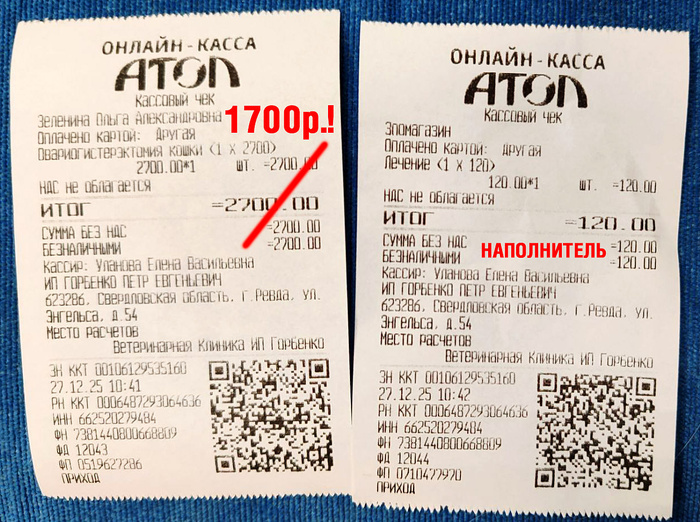 ОНЛАЙН-КАССА
АТОЛ
Кассовый чек
Зеленина Ольга Александровна
1700р.!
Оплачено картой: Другая
Овариогистерэктомия кошки (1 X 2700)
2700.00*1 шт. =2700.00
НДС не облагается
ИТОГ =2700.00
СУММА БЕЗ НДС =2700.00
БЕЗНАЛИЧНЫМИ =2700.00
Кассир: Уланова Елена Васильевна
ИП ГОРБЕНКО ПЕТР ЕВГЕНЬЕВИЧ
623286, Свердловская область, г.Ревда, ул.
Энгельса, д.54
Место расчетов
Ветеринарная Клиника ИП Горбенко
ЗН ККТ 00106129535160
27.12.25 10:41
РН ККТ 0006487293064636
ИНН 662520279484
ФН 7381440800668809
ФД 12043
ФП 0519627286
ПРИХОД
ОНЛАЙН-КАССА
АТОЛ
Кассовый чек
Зпомагазин
Оплачено картой: Другая
Лечение (1 X 120)
120.00*1 шт. =120.00
НДС не облагается
ИТОГ =120.00
СУММА БЕЗ НДС =120.00
НАПОЛНИТЕЛЬ
БЕЗНАЛИЧНЫМИ =120.00
Кассир: Уланова Елена Васильевна
ИП ГОРБЕНКО ПЕТР ЕВГЕНЬЕВИЧ
623286, Свердловская область, г.Ревда, ул.
Энгельса, д.54
Место расчетов
Ветеринарная Клиника ИП Горбенко
ЗН ККТ 00106129535160
27.12.25 10:42
РН ККТ 0006487293064636
ИНН 662520279484
ФН 7381440800668809
ФД 12044
ФП 0710477970
ПРИХОД